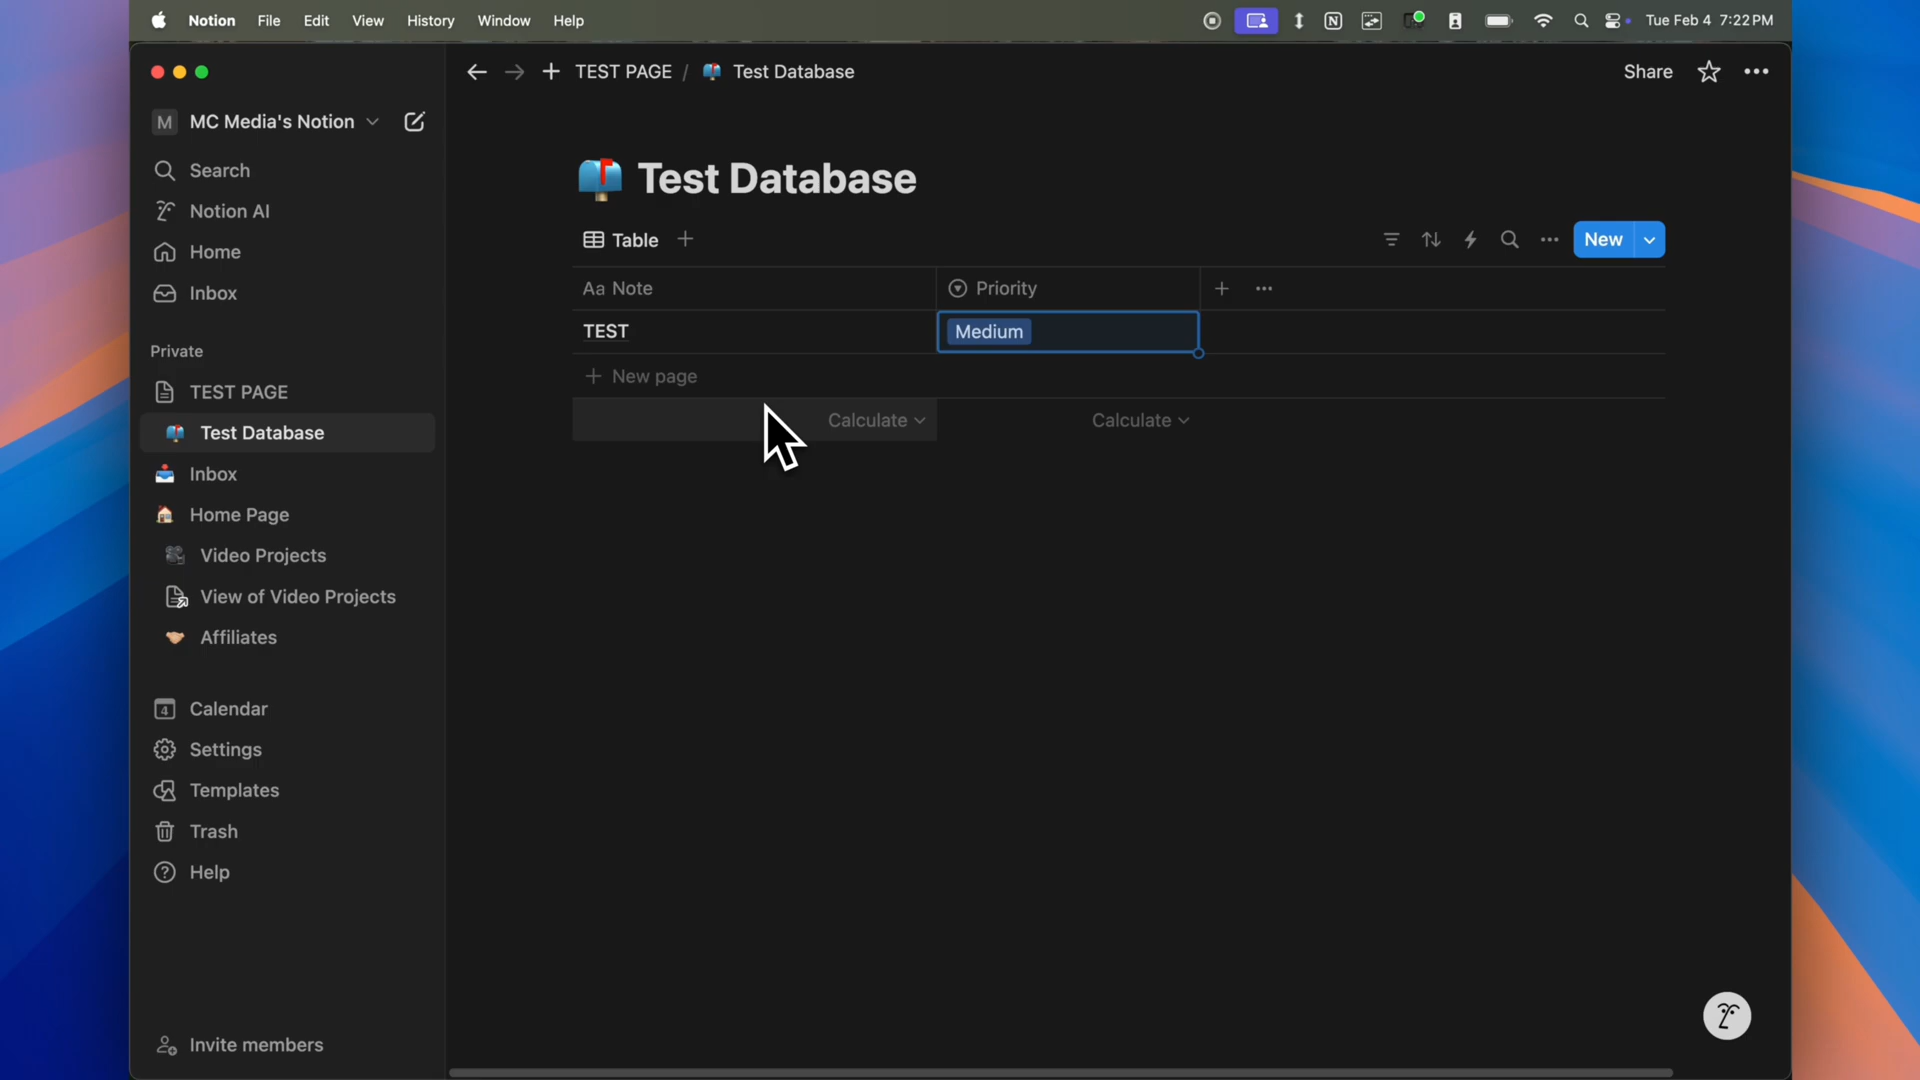 Notion File Edit View History Window Help Tue Feb 4 7:22 PM
TEST PAGE / Test Database Share
M MC Media's Notion
Search
Notion AI
Home
Inbox
Private
TEST PAGE
Test Database
Inbox
Home Page
Video Projects
View of Video Projects
Affiliates
4 Calendar
Settings
Templates
Trash
Help
Invite members
Test Database
Table New
Aa Note Priority
TEST Medium
New page
Calculate Calculate